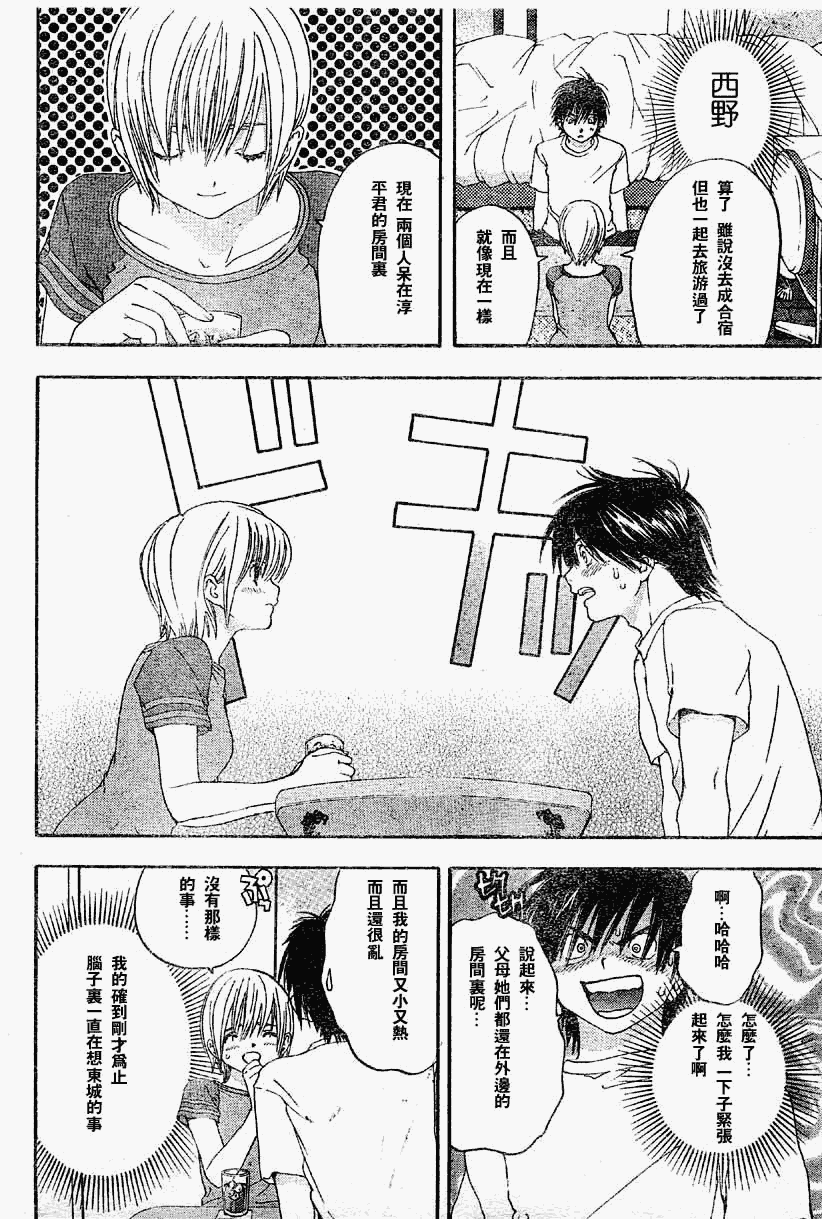 西野
算了 雖說沒去成合宿
但也一起去旅游過了
而且
就像現在一樣
現在 兩個人呆在淳
平君的房間裏
ドキッ
啊…哈哈哈
怎麼了…
怎麼我 一下子緊張
起來了啊
說起來…
父母她們都還在外邊的
房間裏呢…
而且我的房間又小又熱
而且還很亂
沒有那樣
的事……
我的確到剛才爲止
腦子裏一直在想東城的事